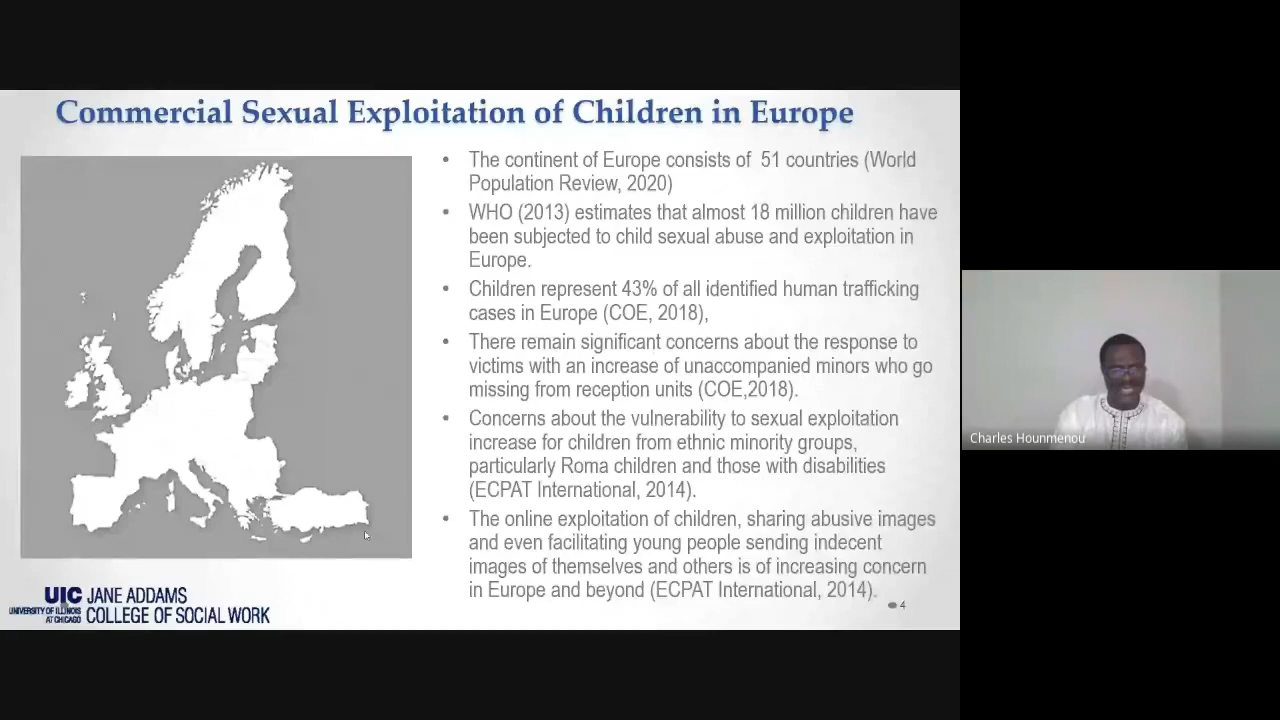 Commercial Sexual Exploitation of Children in Europe
• The continent of Europe consists of  51 countries (World
Population Review, 2020)
• WHO (2013) estimates that almost 18 million children have
been subjected to child sexual abuse and exploitation in
Europe.
• Children represent 43% of all identified human trafficking
cases in Europe (COE, 2018),
• There remain significant concerns about the response to
victims with an increase of unaccompanied minors who go
missing from reception units (COE,2018).
• Concerns about the vulnerability to sexual exploitation
increase for children from ethnic minority groups,
particularly Roma children and those with disabilities
(ECPAT International, 2014).
• The online exploitation of children, sharing abusive images
and even facilitating young people sending indecent
images of themselves and others is of increasing concern
in Europe and beyond (ECPAT International, 2014).
4
UIC JANE ADDAMS
UNIVERSITY OF ILLINOIS
AT CHICAGO
COLLEGE OF SOCIAL WORK
Charles Hounmenou